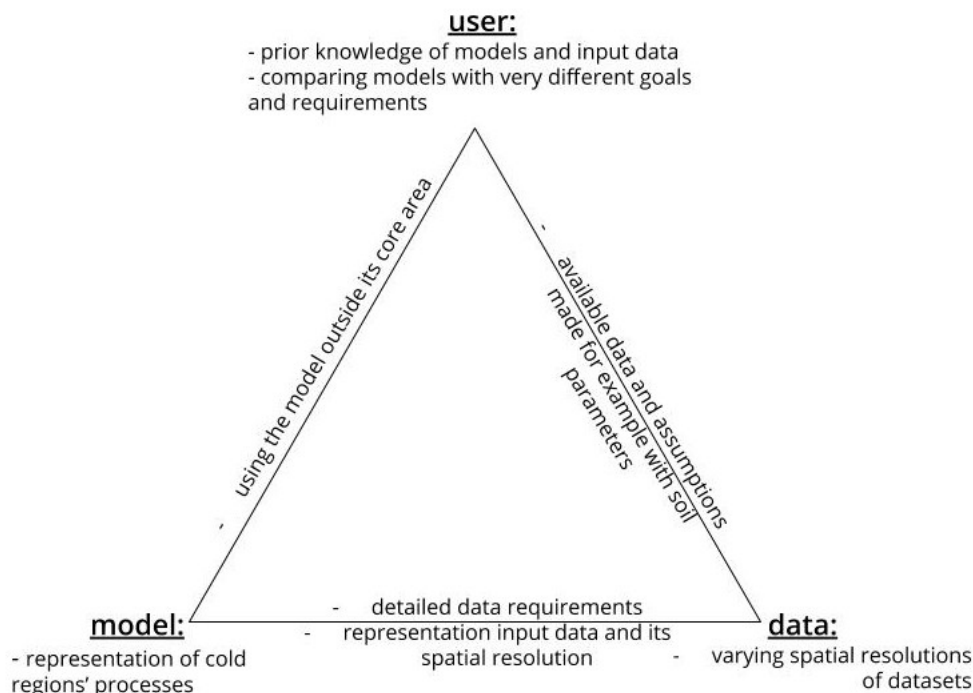 user:
- prior knowledge of models and input data
- comparing models with very different goals
and requirements
- using the model outside its core area
- available data and assumptions
made for example with soil
parameters
- detailed data requirements
- representation input data and its
spatial resolution
model:
- representation of cold
regions' processes
data:
- varying spatial resolutions
of datasets